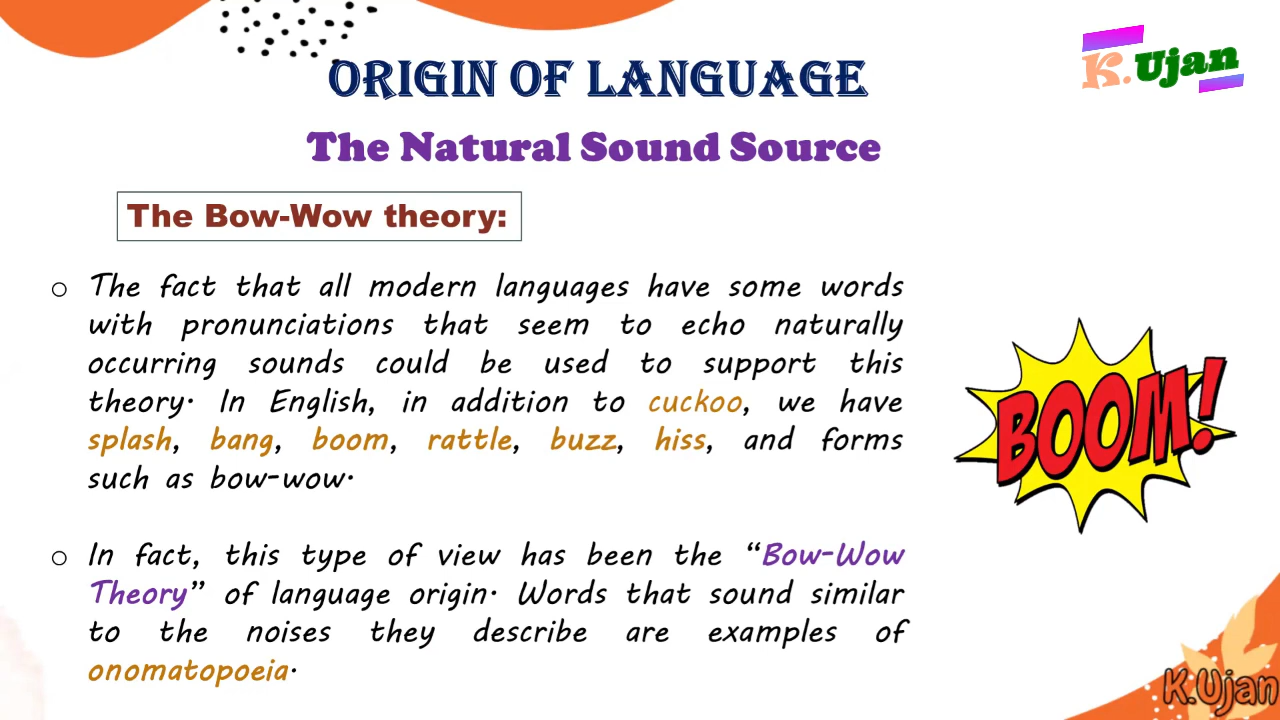 ORIGIN OF LANGUAGE
K.Ujan
The Natural Sound Source
The Bow-Wow theory:
The fact that all modern languages have some words
with pronunciations that seem to echo naturally
occurring sounds could be used to support this
theory. In English, in addition to cuckoo, we have
splash, bang, boom, rattle, buzz, hiss, and forms
such as bow-wow.
BOOM!
In fact, this type of view has been the “Bow-Wow
Theory” of language origin. Words that sound similar
to the noises they describe are examples of
onomatopoeia.
K.Ujan